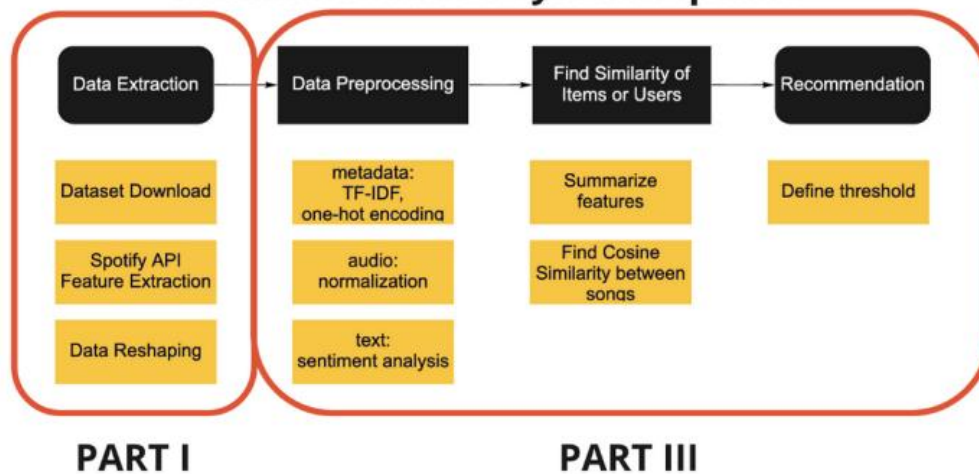 Data Extraction
Data Preprocessing
Find Similarity of
Items or Users
Recommendation
Dataset Download
metadata:
TF-IDF,
one-hot encoding
Summarize
features
Define threshold
Spotify API
Feature Extraction
audio:
normalization
Find Cosine
Similarity between
songs
Data Reshaping
text:
sentiment analysis
PART I
PART III